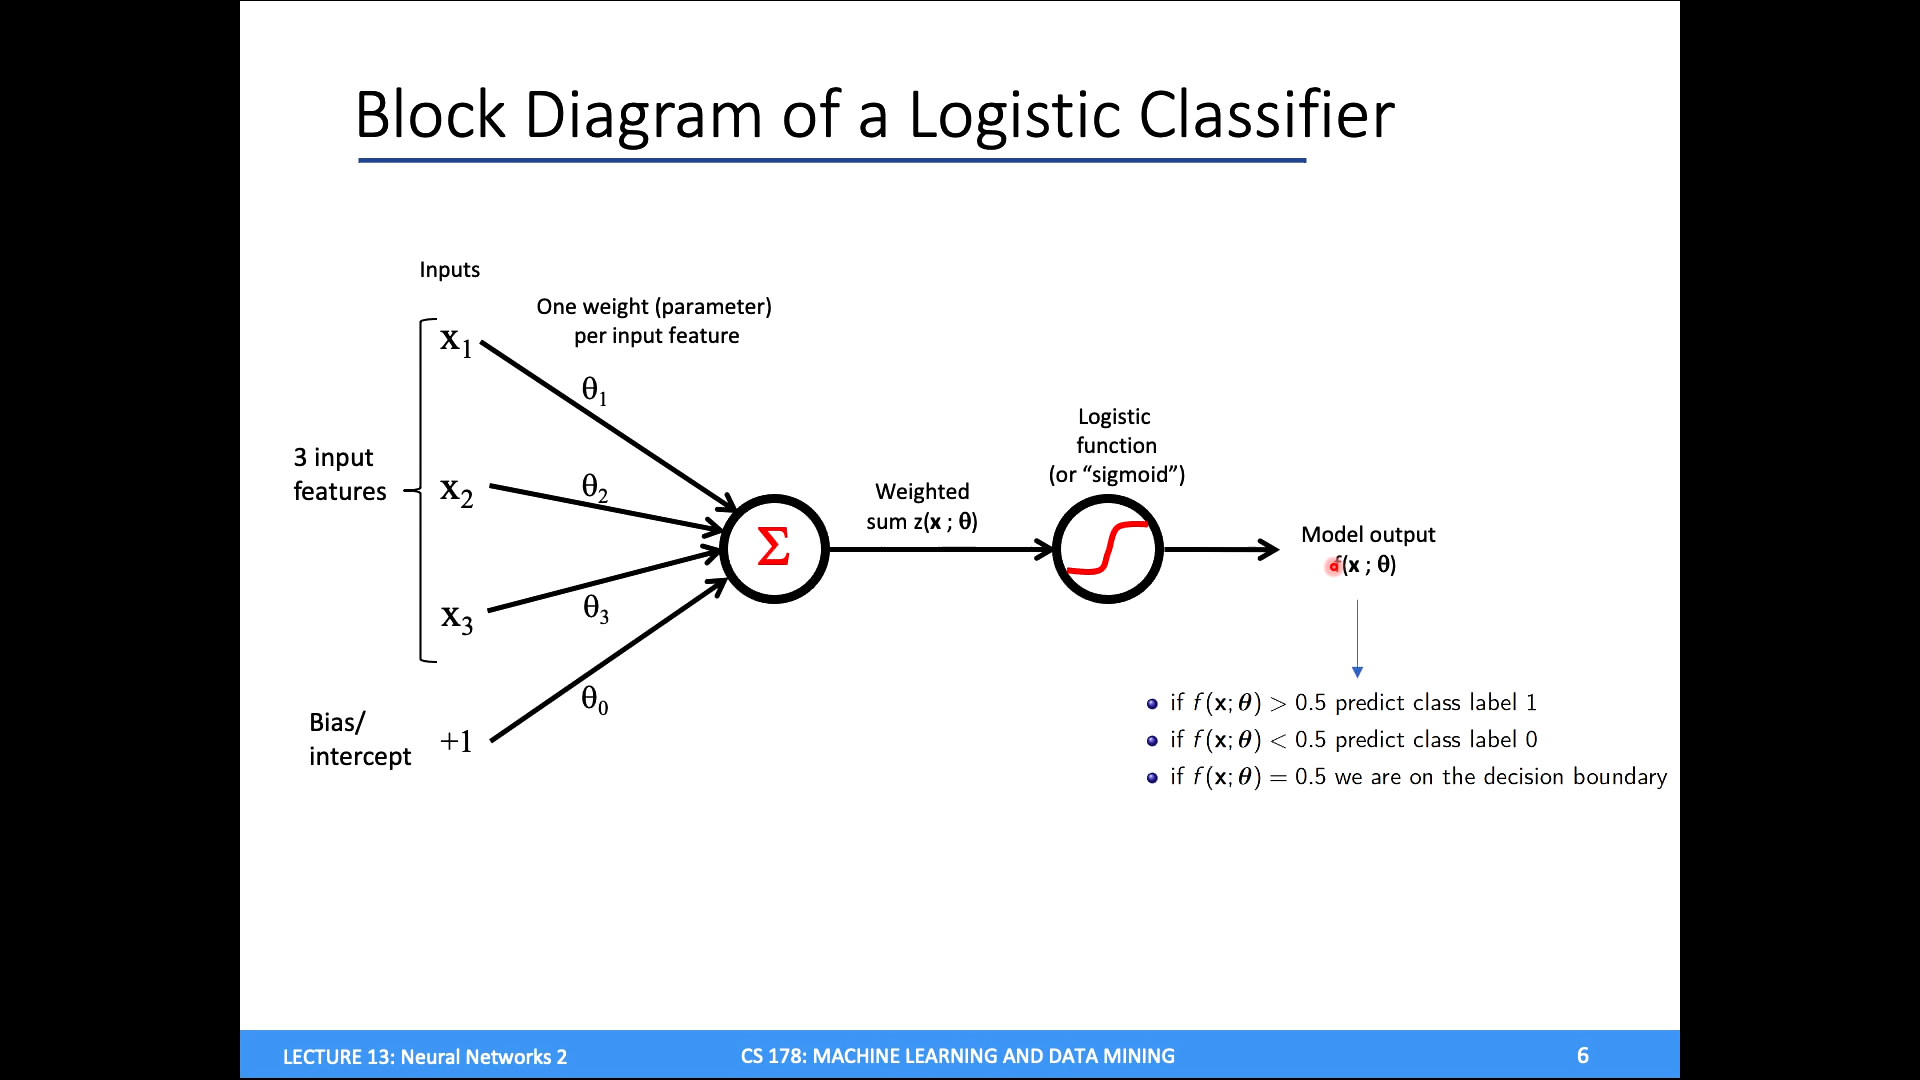 Block Diagram of a Logistic Classifier
Inputs
One weight (parameter)
per input feature
x₁
θ₁
3 input
features
x₂
θ₂
x₃
θ₃
Bias/
intercept
+1
θ₀
Σ
Weighted
sum z(x ; θ)
Logistic
function
(or “sigmoid”)
Model output
f(x ; θ)
if f(x; θ) > 0.5 predict class label 1
if f(x; θ) < 0.5 predict class label 0
if f(x; θ) = 0.5 we are on the decision boundary
LECTURE 13: Neural Networks 2
CS 178: MACHINE LEARNING AND DATA MINING
6